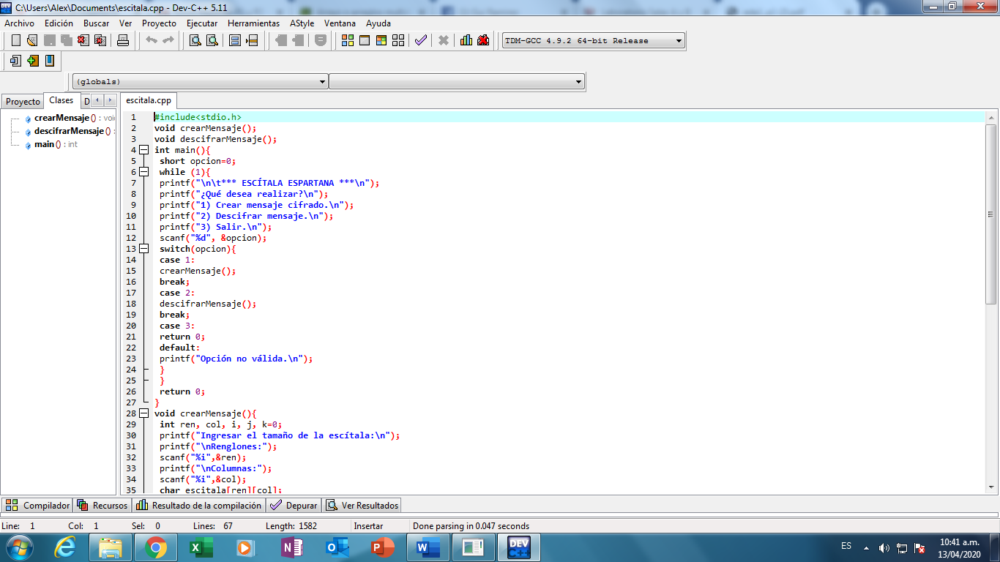 C:\Users\Alex\Documents\escitala.cpp - Dev-C++ 5.11
Archivo Edición Buscar Ver Proyecto Ejecutar Herramientas AStyle Ventana Ayuda
TDM-GCC 4.9.2 64-bit Release
(globals)
Proyecto Clases D escitala.cpp
crearMensaje () : voi
descifrarMensaje () :
main () : int
1 #include<stdio.h>
2 void crearMensaje();
3 void descifrarMensaje();
4 int main(){
5 short opcion=0;
6 while (1){
7 printf("\n\t*** ESCÍTALA ESPARTANA ***\n");
8 printf("¿Qué desea realizar?\n");
9 printf("1) Crear mensaje cifrado.\n");
10 printf("2) Descifrar mensaje.\n");
11 printf("3) Salir.\n");
12 scanf("%d", &opcion);
13 switch(opcion){
14 case 1:
15 crearMensaje();
16 break;
17 case 2:
18 descifrarMensaje();
19 break;
20 case 3:
21 return 0;
22 default:
23 printf("Opción no válida.\n");
24 }
25 }
26 return 0;
27 }
28 void crearMensaje(){
29 int ren, col, i, j, k=0;
30 printf("Ingresar el tamaño de la escítala:\n");
31 printf("\nRenglones:");
32 scanf("%i",&ren);
33 printf("\nColumnas:");
34 scanf("%i",&col);
35 char escitala[ren][col];
Compilador Recursos Resultado de la compilación Depurar Ver Resultados
Line: 1 Col: 1 Sel: 0 Lines: 67 Length: 1582 Insertar Done parsing in 0.047 seconds
ES 10:41 a.m.
13/04/2020